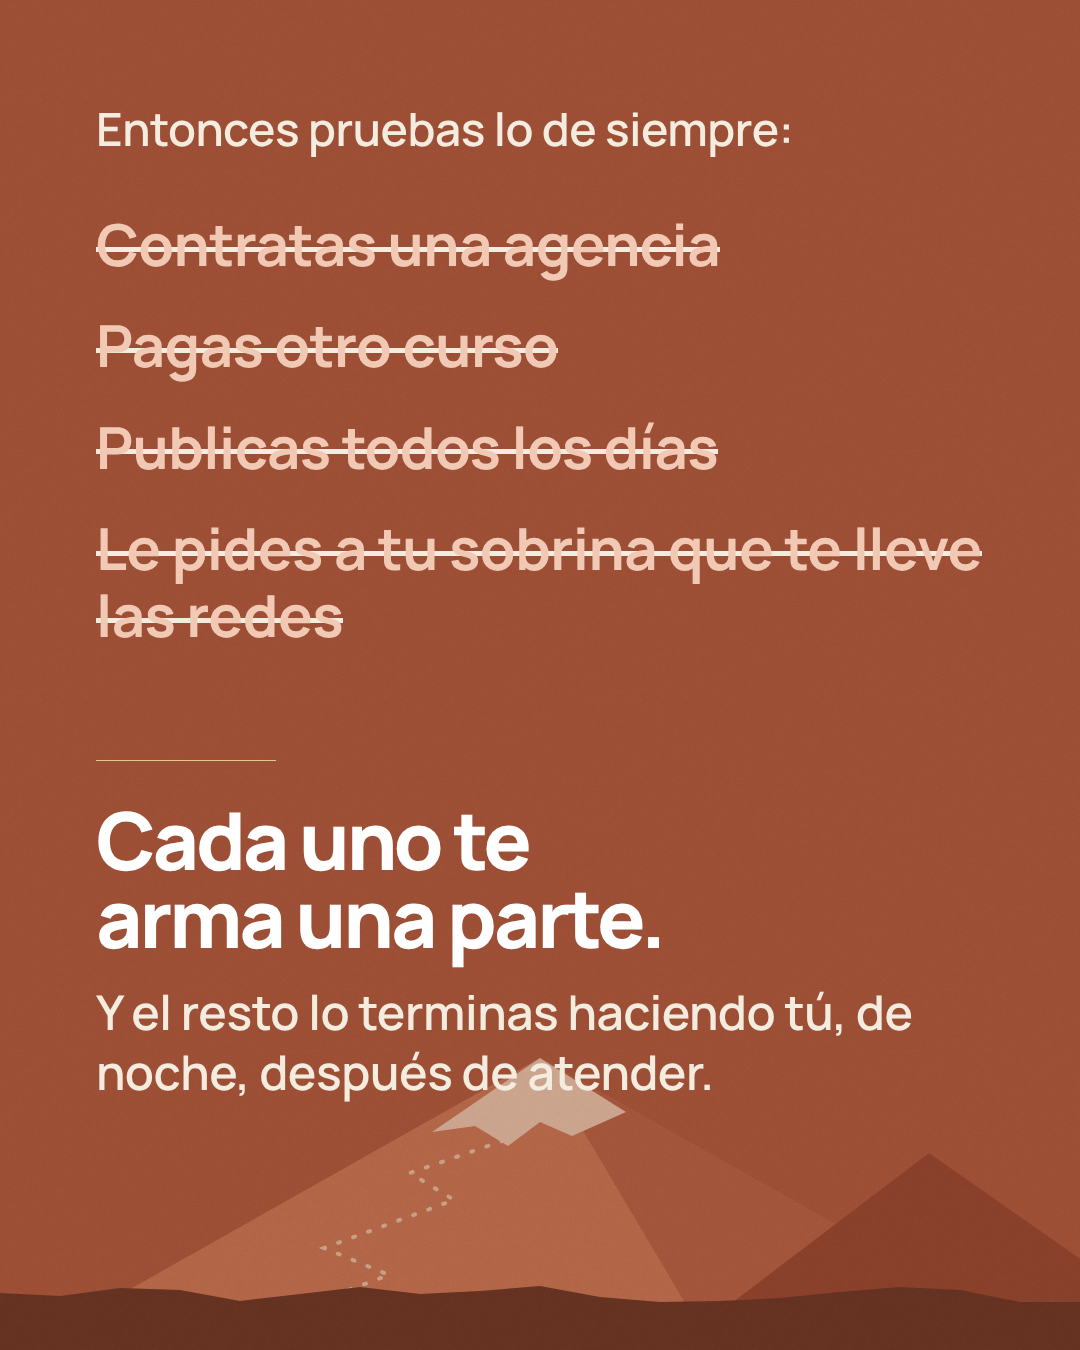 Entonces pruebas lo de siempre:
Contratas una agencia
Pagas otro curso
Publicas todos los días
Le pides a tu sobrina que te lleve
las redes
Cada uno te
arma una parte.
Y el resto lo terminas haciendo tú, de
noche, después de atender.